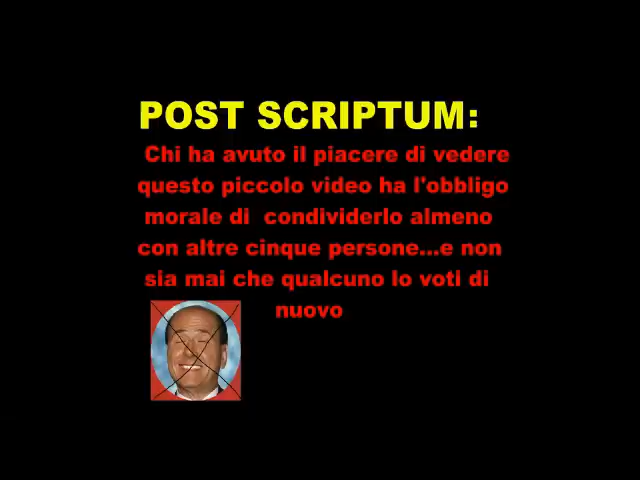 POST SCRIPTUM:
Chi ha avuto il piacere di vedere
questo piccolo video ha l'obbligo
morale di condividerlo almeno
con altre cinque persone...e non
sia mai che qualcuno lo voti di
nuovo